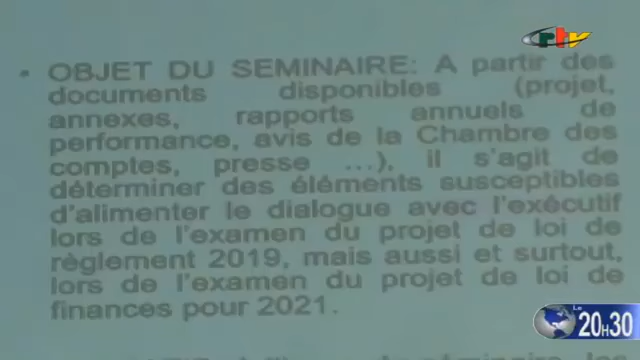 crtv
• OBJET DU SEMINAIRE: A partir des
documents disponibles (projet,
annexes, rapports annuels de
performance, avis de la Chambre des
comptes, presse ...), il s'agit de
déterminer des éléments susceptibles
d'alimenter le dialogue avec l'exécutif
lors de l'examen du projet de loi de
règlement 2019, mais aussi et surtout,
lors de l'examen du projet de loi de
finances pour 2021.
Le
20H30